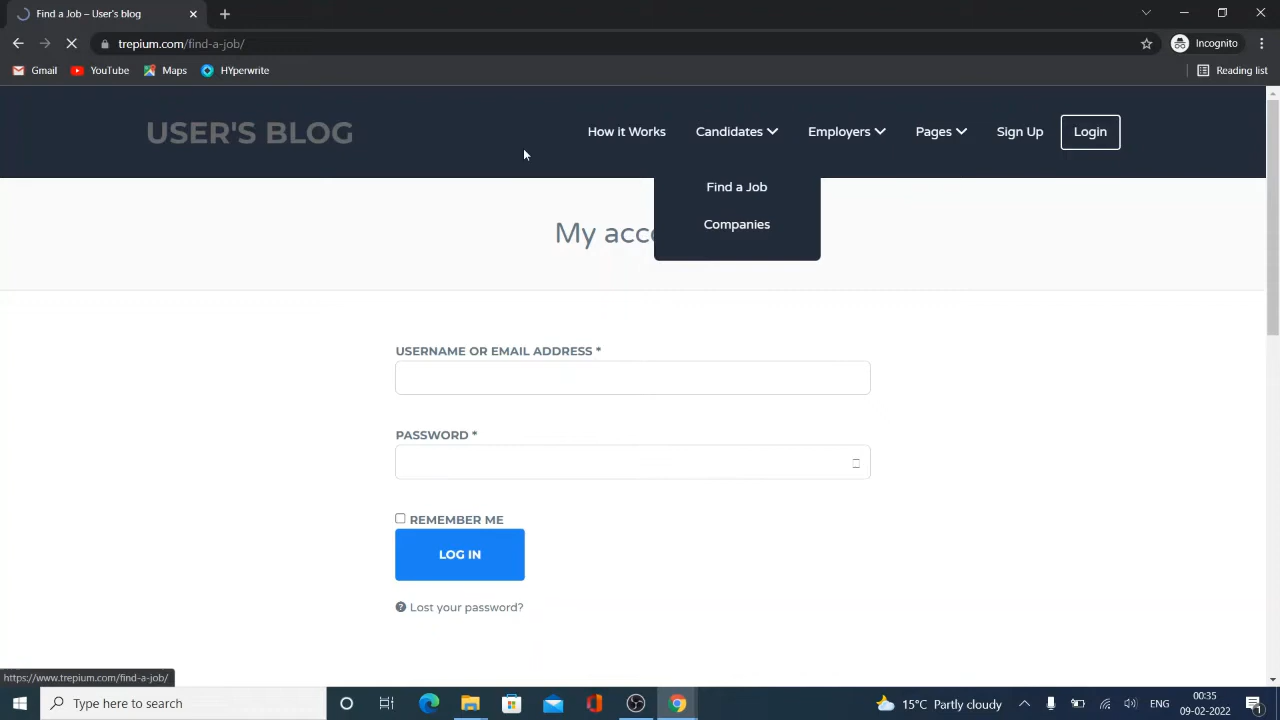 Find a Job – User's blog
trepium.com/find-a-job/
Incognito
Gmail
YouTube
Maps
HYperwrite
Reading list
USER'S BLOG
How it Works
Candidates
Employers
Pages
Sign Up
Login
Find a Job
Companies
My acco
USERNAME OR EMAIL ADDRESS *
PASSWORD *
REMEMBER ME
LOG IN
Lost your password?
https://www.trepium.com/find-a-job/
Type here to search
15°C Partly cloudy
ENG
00:35
09-02-2022
1